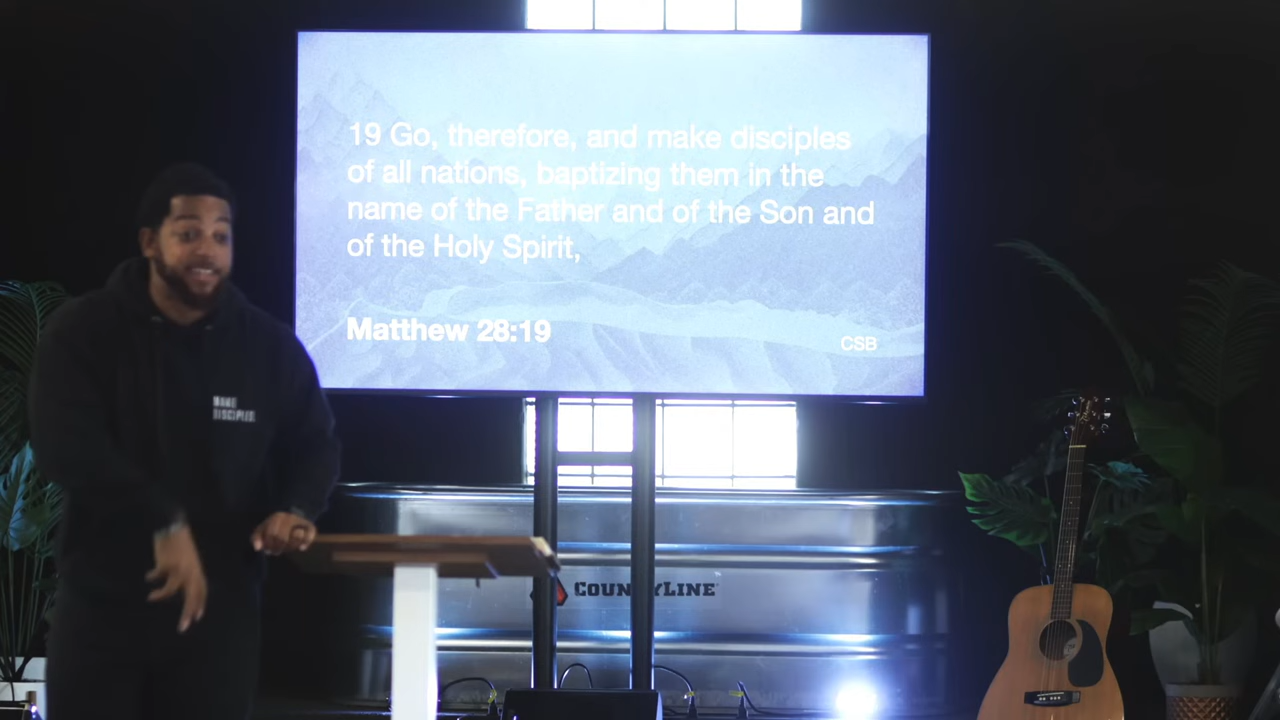 19 Go, therefore, and make disciples
of all nations, baptizing them in the
name of the Father and of the Son and
of the Holy Spirit,
Matthew 28:19
CSB
MAKE
DISCIPLES
COUNTYLINE